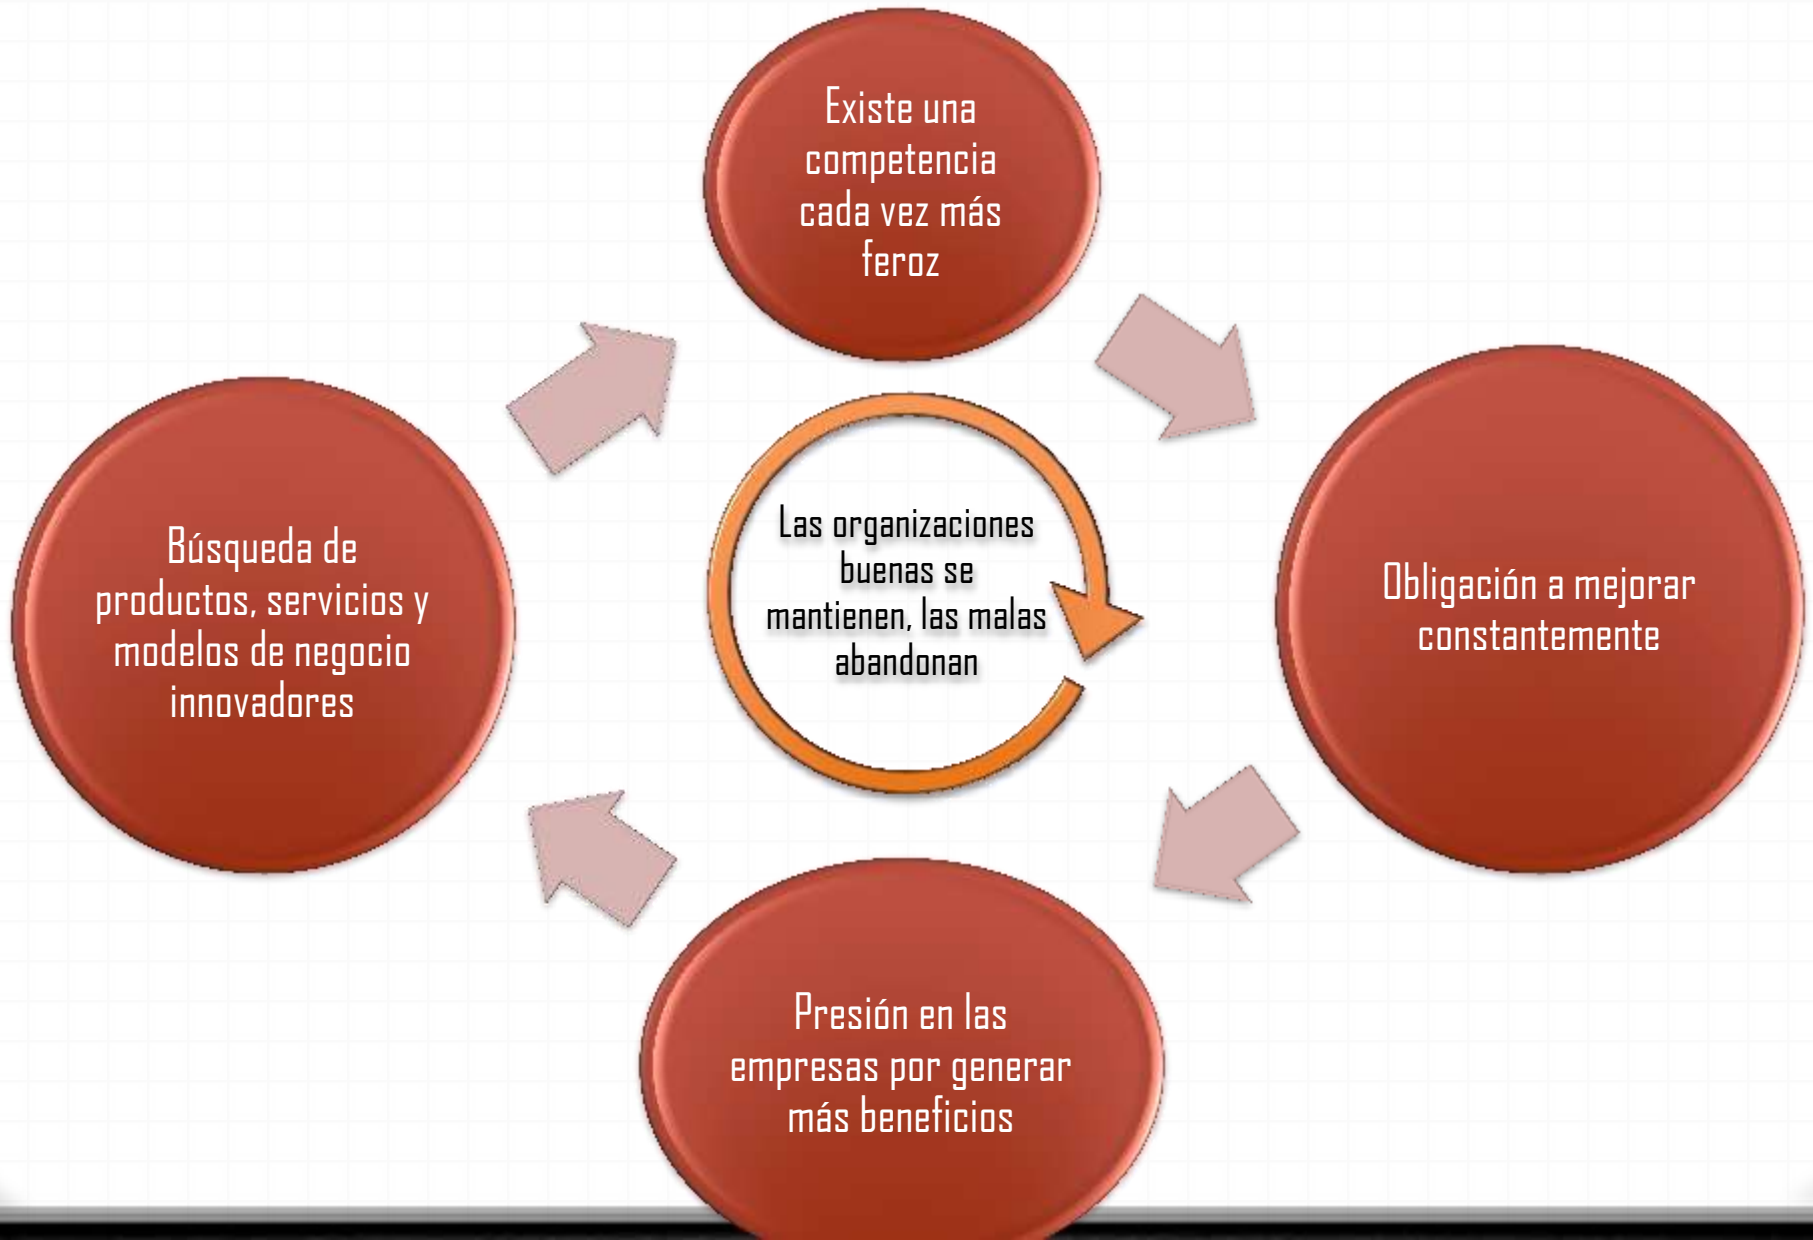 Existe una
competencia
cada vez más
feroz
Obligación a mejorar
constantemente
Presión en las
empresas por generar
más beneficios
Búsqueda de
productos, servicios y
modelos de negocio
innovadores
Las organizaciones
buenas se
mantienen, las malas
abandonan